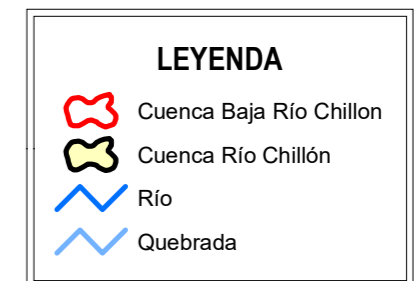 LEYENDA
Cuenca Baja Río Chillon
Cuenca Río Chillón
Río
Quebrada